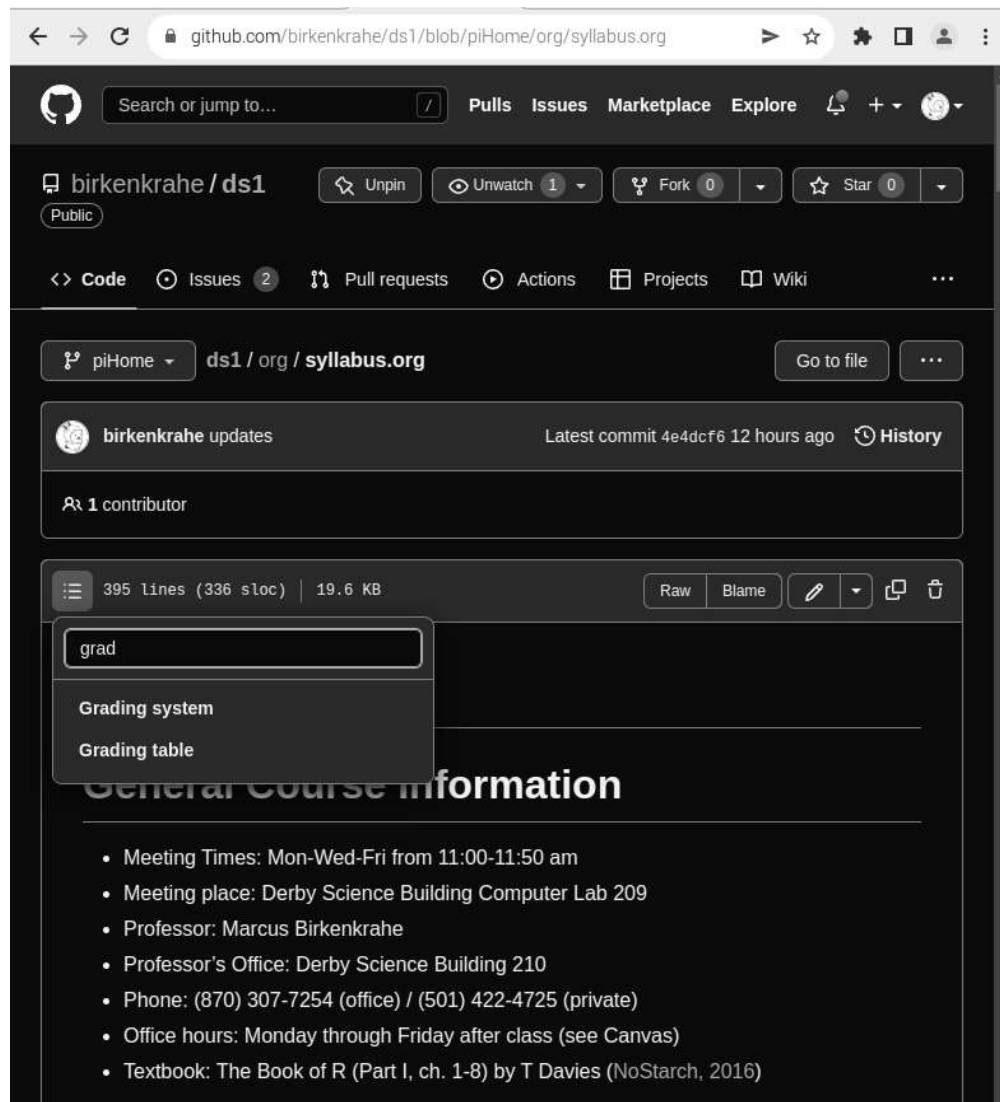 github.com/birkenkrahe/ds1/blob/piHome/org/syllabus.org
Search or jump to... / Pulls Issues Marketplace Explore
birkenkrahe / ds1 Unpin Unwatch 1 Fork 0 Star 0
Public
<> Code Issues 2 Pull requests Actions Projects Wiki ...
piHome ds1 / org / syllabus.org Go to file ...
birkenkrahe updates Latest commit 4e4dcf6 12 hours ago History
1 contributor
395 lines (336 sloc) | 19.6 KB Raw Blame
grad
Grading system
Grading table
General Course Information
• Meeting Times: Mon-Wed-Fri from 11:00-11:50 am
• Meeting place: Derby Science Building Computer Lab 209
• Professor: Marcus Birkenkrahe
• Professor’s Office: Derby Science Building 210
• Phone: (870) 307-7254 (office) / (501) 422-4725 (private)
• Office hours: Monday through Friday after class (see Canvas)
• Textbook: The Book of R (Part I, ch. 1-8) by T Davies (NoStarch, 2016)